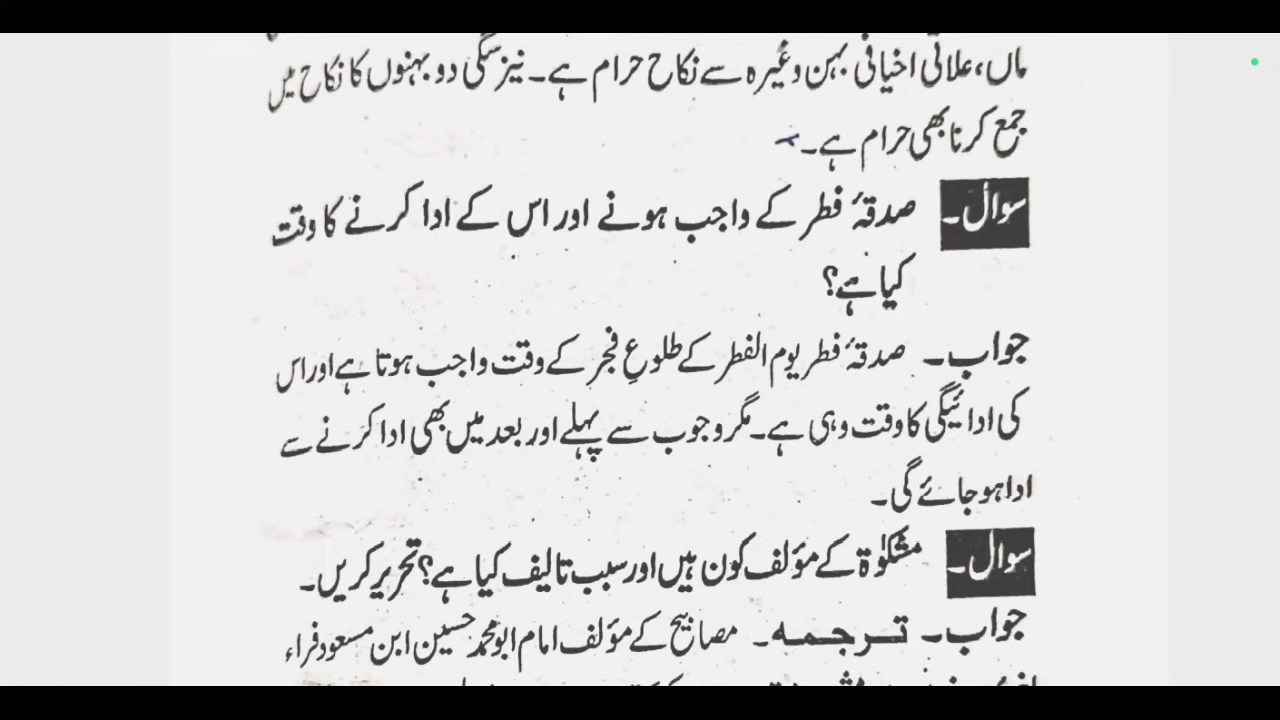 ماں، علاتی اخیافی بہن وغیرہ سے نکاح حرام ہے۔ نیز سگی دو بہنوں کا نکاح میں
جمع کرنا بھی حرام ہے۔
سوال۔ صدقۂ فطر کے واجب ہونے اور اس کے ادا کرنے کا وقت
کیا ہے؟
جواب۔ صدقۂ فطر یوم الفطر کے طلوعِ فجر کے وقت واجب ہوتا ہے اور اس
کی ادائیگی کا وقت وہی ہے۔ مگر وجوب سے پہلے اور بعد میں بھی ادا کرنے سے
ادا ہو جائے گی۔
سوال۔ مشکوٰۃ کے مؤلف کون ہیں اور سبب تالیف کیا ہے؟ تحریر کریں۔
جواب۔ ترجمہ۔ مصابیح کے مؤلف امام ابو محمد حسین ابن مسعود فراء